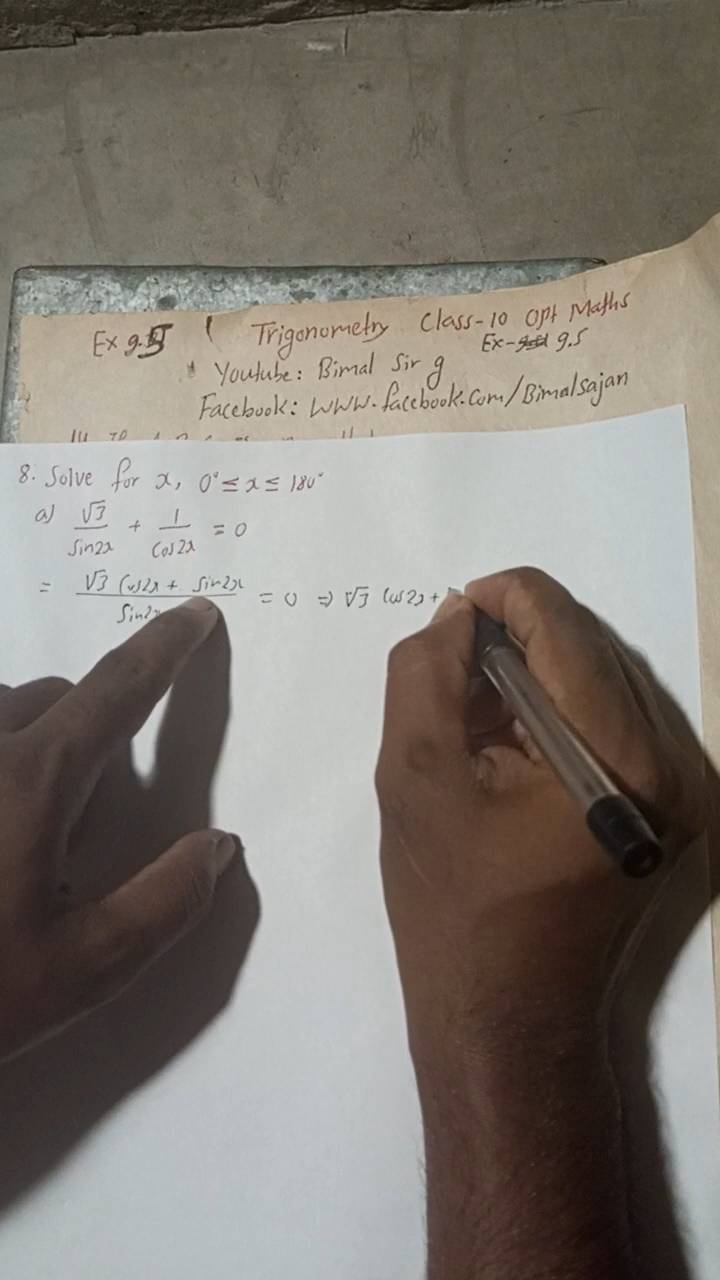 Ex 9.5 Trigonometry Class-10 Opt Maths
Ex- 9.5
Youtube: Bimal Sir g
Facebook: WWW.facebook.Com/Bimalsajan
8. Solve for x, 0° ≤ x ≤ 180°
a) √3/Sin2x + 1/Cos2x = 0
= √3 Cos2x + Sin2x / Sin2x = 0 ⇒ √3 Cos2x +